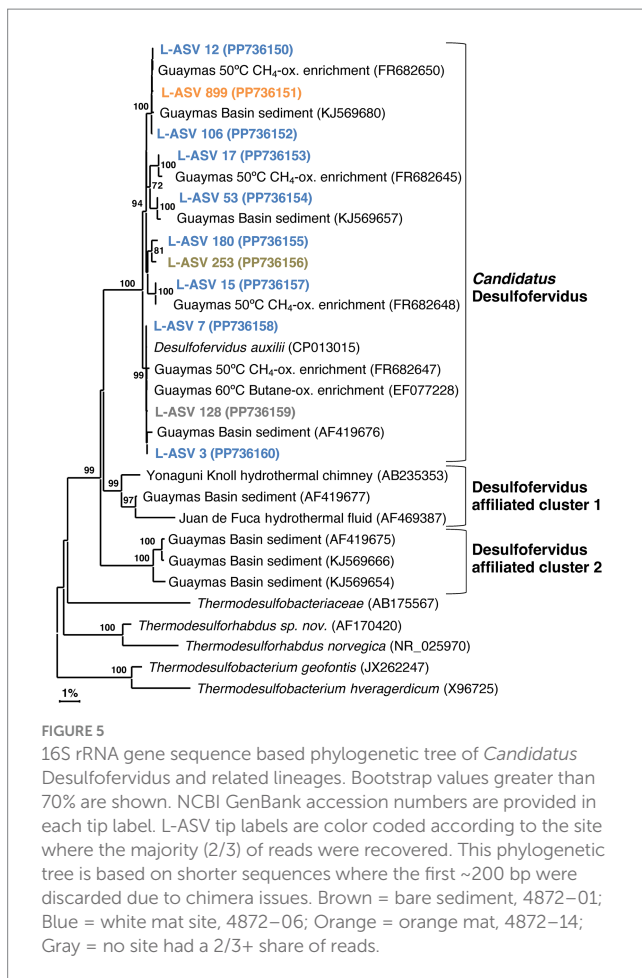 L-ASV 12 (PP736150)
Guaymas 50ºC CH₄-ox. enrichment (FR682650)
L-ASV 899 (PP736151)
100
Guaymas Basin sediment (KJ569680)
L-ASV 106 (PP736152)
L-ASV 17 (PP736153)
100
Guaymas 50ºC CH₄-ox. enrichment (FR682645)
72
L-ASV 53 (PP736154)
94
100
Guaymas Basin sediment (KJ569657)
L-ASV 180 (PP736155)
81
L-ASV 253 (PP736156)
L-ASV 15 (PP736157)
100
100
Guaymas 50ºC CH₄-ox. enrichment (FR682648)
L-ASV 7 (PP736158)
Desulfofervidus auxilii (CP013015)
Guaymas 50ºC CH₄-ox. enrichment (FR682647)
99
Guaymas 60ºC Butane-ox. enrichment (EF077228)
L-ASV 128 (PP736159)
Guaymas Basin sediment (AF419676)
L-ASV 3 (PP736160)
Candidatus
Desulfofervidus
99
Yonaguni Knoll hydrothermal chimney (AB235353)
99
97
Guaymas Basin sediment (AF419677)
Juan de Fuca hydrothermal fluid (AF469387)
Desulfofervidus
affiliated cluster 1
100
Guaymas Basin sediment (AF419675)
100
Guaymas Basin sediment (KJ569666)
Guaymas Basin sediment (KJ569654)
Desulfofervidus
affiliated cluster 2
Thermodesulfobacteriaceae (AB175567)
100
Thermodesulforhabdus sp. nov. (AF170420)
Thermodesulforhabdus norvegica (NR_025970)
100
Thermodesulfobacterium geofontis (JX262247)
Thermodesulfobacterium hveragerdicum (X96725)
1%
FIGURE 5
16S rRNA gene sequence based phylogenetic tree of Candidatus
Desulfofervidus and related lineages. Bootstrap values greater than
70% are shown. NCBI GenBank accession numbers are provided in
each tip label. L-ASV tip labels are color coded according to the site
where the majority (2/3) of reads were recovered. This phylogenetic
tree is based on shorter sequences where the first ~200 bp were
discarded due to chimera issues. Brown = bare sediment, 4872–01;
Blue = white mat site, 4872–06; Orange = orange mat, 4872–14;
Gray = no site had a 2/3+ share of reads.